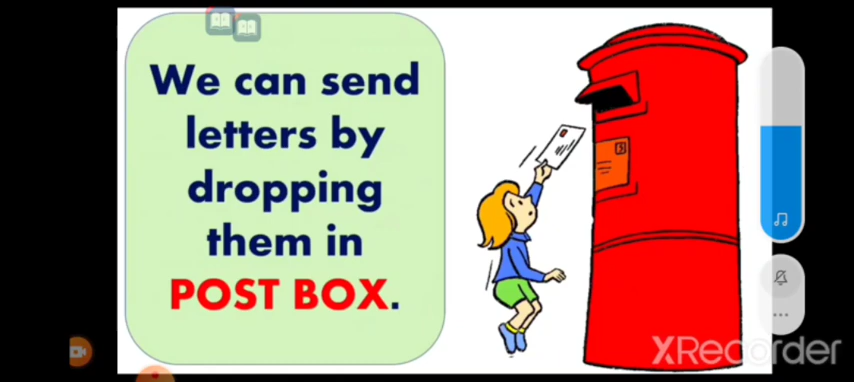 We can send
letters by
dropping
them in
POST BOX.
XRecorder